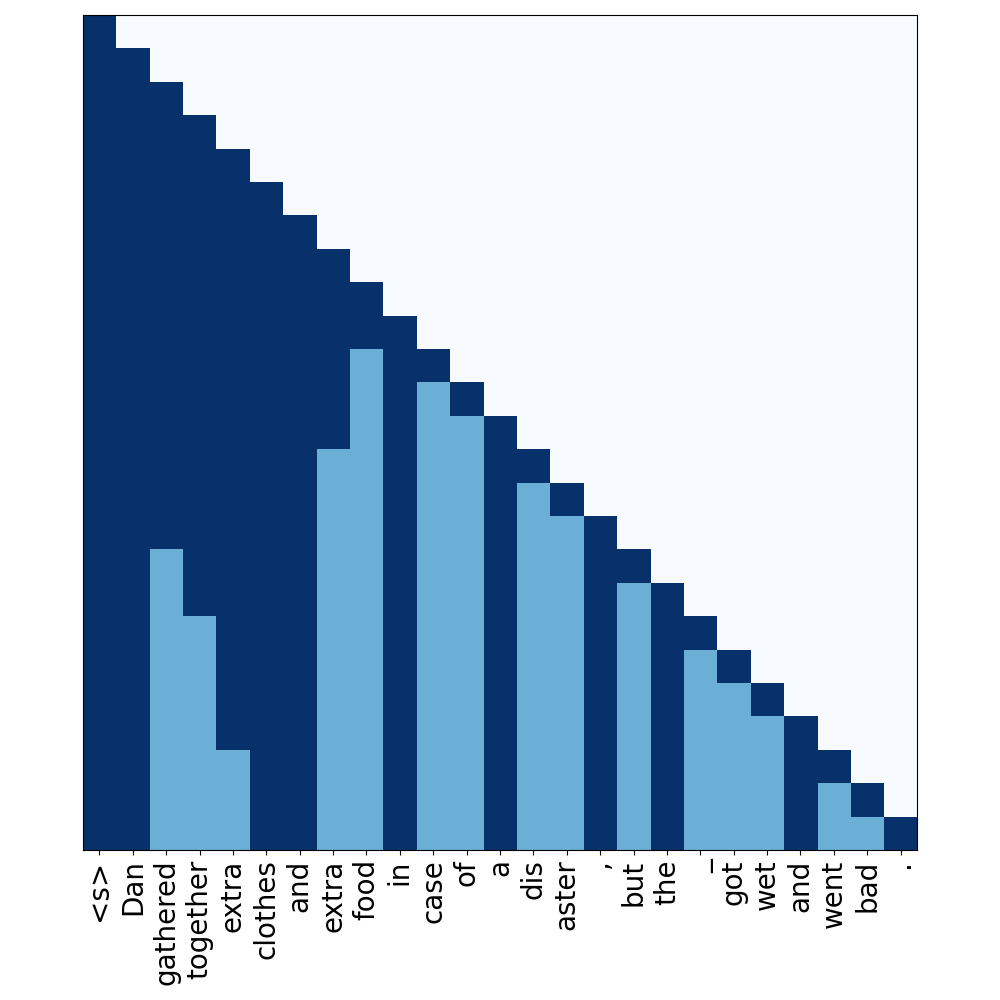 <s> Dan gathered together extra clothes and extra food in case of a dis aster , but the _ got wet and went bad .